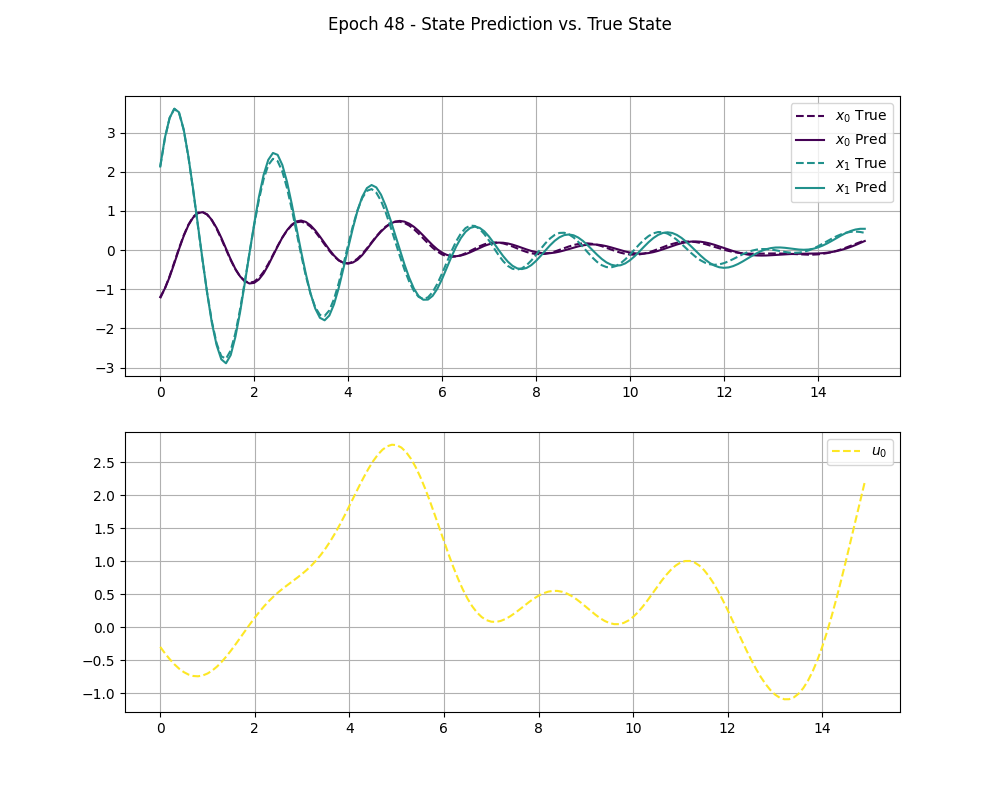 Epoch 48 - State Prediction vs. True State
3
2
1
0
−1
−2
−3
x₀ True
x₀ Pred
x₁ True
x₁ Pred
0 2 4 6 8 10 12 14
2.5
2.0
1.5
1.0
0.5
0.0
−0.5
−1.0
u₀
0 2 4 6 8 10 12 14